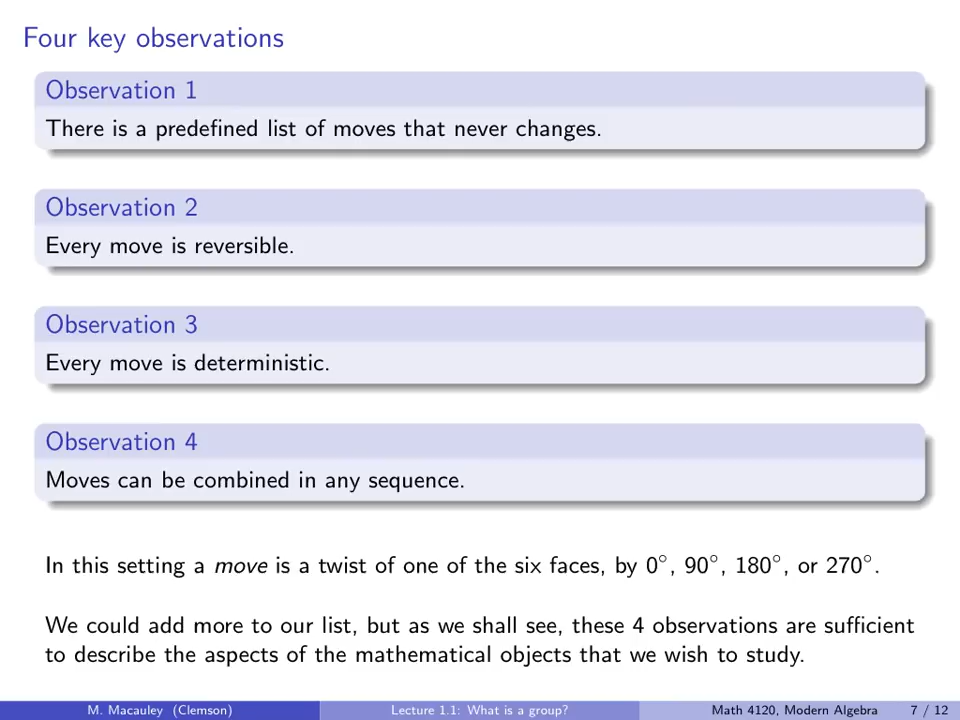 Four key observations
Observation 1
There is a predefined list of moves that never changes.
Observation 2
Every move is reversible.
Observation 3
Every move is deterministic.
Observation 4
Moves can be combined in any sequence.
In this setting a move is a twist of one of the six faces, by 0°, 90°, 180°, or 270°.
We could add more to our list, but as we shall see, these 4 observations are sufficient
to describe the aspects of the mathematical objects that we wish to study.
M. Macauley (Clemson) Lecture 1.1: What is a group? Math 4120, Modern Algebra 7 / 12